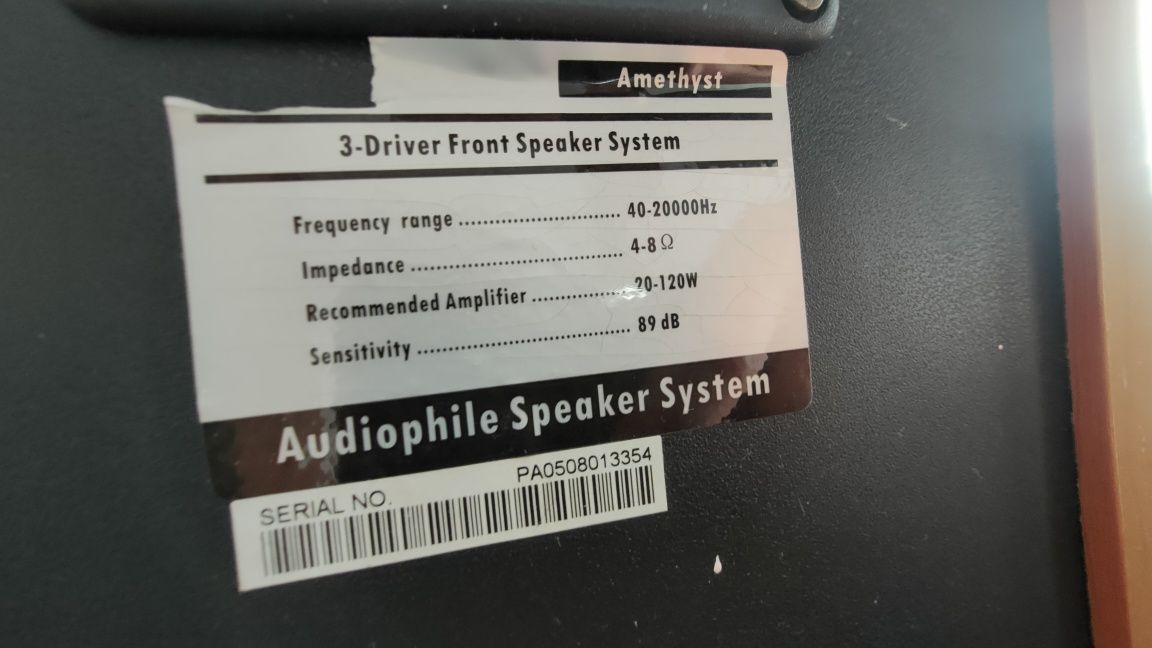 Amethyst
3-Driver Front Speaker System
Frequency range ............................ 40-20000Hz
Impedance .................................... 4-8 Ω
Recommended Amplifier ................ 20-120W
Sensitivity ..................................... 89 dB
Audiophile Speaker System
SERIAL NO. PA0508013354